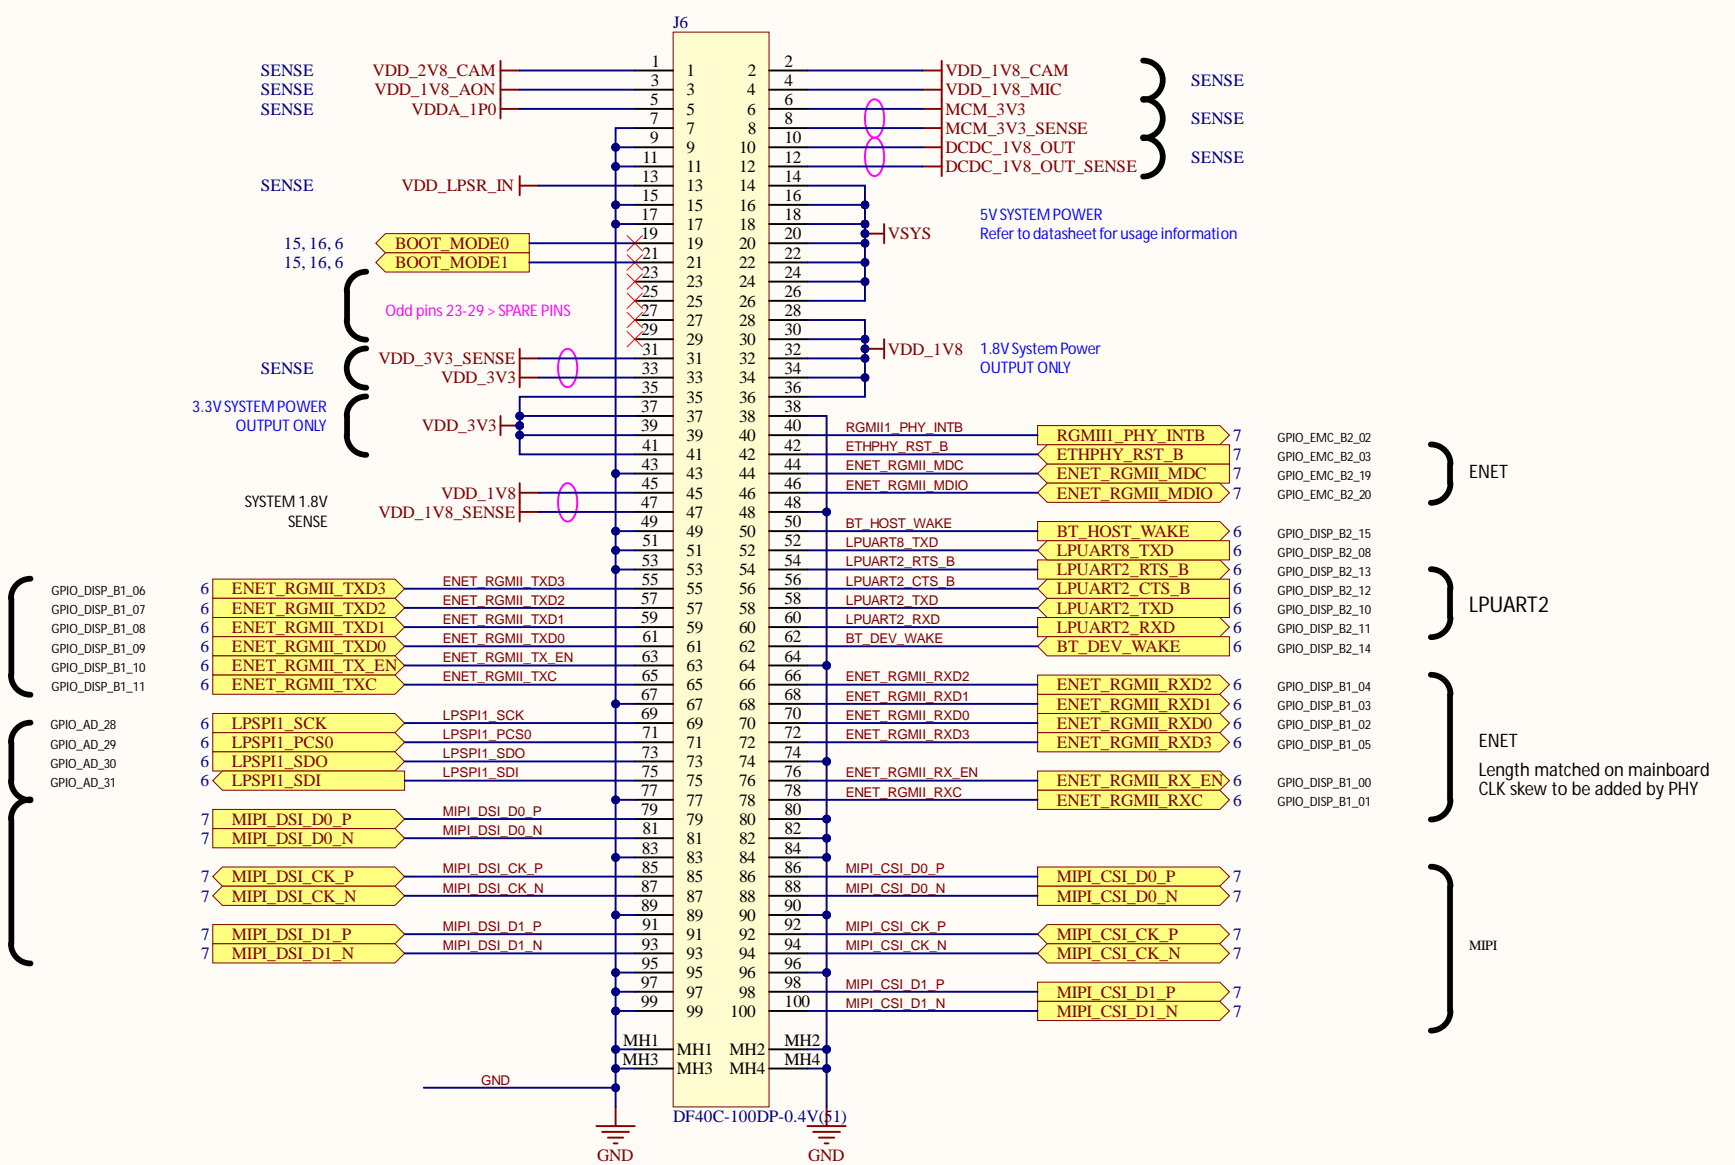 J6
SENSE VDD_2V8_CAM 1 1 2 2 VDD_1V8_CAM
SENSE VDD_1V8_AON 3 3 4 4 VDD_1V8_MIC SENSE
SENSE VDDA_1P0 5 5 6 6 MCM_3V3
7 7 8 8 MCM_3V3_SENSE SENSE
9 9 10 10 DCDC_1V8_OUT
11 11 12 12 DCDC_1V8_OUT_SENSE SENSE
SENSE VDD_LPSR_IN 13 13 14 14
15 15 16 16 5V SYSTEM POWER
17 17 18 18 VSYS Refer to datasheet for usage information
15, 16, 6 BOOT_MODE0 19 19 20 20
15, 16, 6 BOOT_MODE1 21 21 22 22
23 23 24 24
25 25 26 26
Odd pins 23-29 > SPARE PINS 27 27 28 28
29 29 30 30
SENSE VDD_3V3_SENSE 31 31 32 32 VDD_1V8 1.8V System Power
VDD_3V3 33 33 34 34 OUTPUT ONLY
35 35 36 36
3.3V SYSTEM POWER 37 37 38 38
OUTPUT ONLY VDD_3V3 39 39 40 40 RGMII1_PHY_INTB RGMII1_PHY_INTB 7 GPIO_EMC_B2_02
41 41 42 42 ETHPHY_RST_B ETHPHY_RST_B 7 GPIO_EMC_B2_03
43 43 44 44 ENET_RGMII_MDC ENET_RGMII_MDC 7 GPIO_EMC_B2_19 ENET
SYSTEM 1.8V VDD_1V8 45 45 46 46 ENET_RGMII_MDIO ENET_RGMII_MDIO 7 GPIO_EMC_B2_20
SENSE VDD_1V8_SENSE 47 47 48 48
49 49 50 50 BT_HOST_WAKE BT_HOST_WAKE 6 GPIO_DISP_B2_15
51 51 52 52 LPUART8_TXD LPUART8_TXD 6 GPIO_DISP_B2_08
53 53 54 54 LPUART2_RTS_B LPUART2_RTS_B 6 GPIO_DISP_B2_13
GPIO_DISP_B1_06 6 ENET_RGMII_TXD3 ENET_RGMII_TXD3 55 55 56 56 LPUART2_CTS_B LPUART2_CTS_B 6 GPIO_DISP_B2_12
GPIO_DISP_B1_07 6 ENET_RGMII_TXD2 ENET_RGMII_TXD2 57 57 58 58 LPUART2_TXD LPUART2_TXD 6 GPIO_DISP_B2_10 LPUART2
GPIO_DISP_B1_08 6 ENET_RGMII_TXD1 ENET_RGMII_TXD1 59 59 60 60 LPUART2_RXD LPUART2_RXD 6 GPIO_DISP_B2_11
GPIO_DISP_B1_09 6 ENET_RGMII_TXD0 ENET_RGMII_TXD0 61 61 62 62 BT_DEV_WAKE BT_DEV_WAKE 6 GPIO_DISP_B2_14
GPIO_DISP_B1_10 6 ENET_RGMII_TX_EN ENET_RGMII_TX_EN 63 63 64 64
GPIO_DISP_B1_11 6 ENET_RGMII_TXC ENET_RGMII_TXC 65 65 66 66 ENET_RGMII_RXD2 ENET_RGMII_RXD2 6 GPIO_DISP_B1_04
67 67 68 68 ENET_RGMII_RXD1 ENET_RGMII_RXD1 6 GPIO_DISP_B1_03
GPIO_AD_28 6 LPSPI1_SCK LPSPI1_SCK 69 69 70 70 ENET_RGMII_RXD0 ENET_RGMII_RXD0 6 GPIO_DISP_B1_02
GPIO_AD_29 6 LPSPI1_PCS0 LPSPI1_PCS0 71 71 72 72 ENET_RGMII_RXD3 ENET_RGMII_RXD3 6 GPIO_DISP_B1_05 ENET
GPIO_AD_30 6 LPSPI1_SDO LPSPI1_SDO 73 73 74 74 Length matched on mainboard
GPIO_AD_31 6 LPSPI1_SDI LPSPI1_SDI 75 75 76 76 ENET_RGMII_RX_EN ENET_RGMII_RX_EN 6 GPIO_DISP_B1_00 CLK skew to be added by PHY
77 77 78 78 ENET_RGMII_RXC ENET_RGMII_RXC 6 GPIO_DISP_B1_01
7 MIPI_DSI_D0_P MIPI_DSI_D0_P 79 79 80 80
7 MIPI_DSI_D0_N MIPI_DSI_D0_N 81 81 82 82
83 83 84 84
7 MIPI_DSI_CK_P MIPI_DSI_CK_P 85 85 86 86 MIPI_CSI_D0_P MIPI_CSI_D0_P 7
7 MIPI_DSI_CK_N MIPI_DSI_CK_N 87 87 88 88 MIPI_CSI_D0_N MIPI_CSI_D0_N 7
89 89 90 90
7 MIPI_DSI_D1_P MIPI_DSI_D1_P 91 91 92 92 MIPI_CSI_CK_P MIPI_CSI_CK_P 7
7 MIPI_DSI_D1_N MIPI_DSI_D1_N 93 93 94 94 MIPI_CSI_CK_N MIPI_CSI_CK_N 7 MIPI
95 95 96 96
97 97 98 98 MIPI_CSI_D1_P MIPI_CSI_D1_P 7
99 99 100 100 MIPI_CSI_D1_N MIPI_CSI_D1_N 7
MH1 MH1 MH2 MH2
MH3 MH3 MH4 MH4
GND
DF40C-100DP-0.4V(51)
GND GND